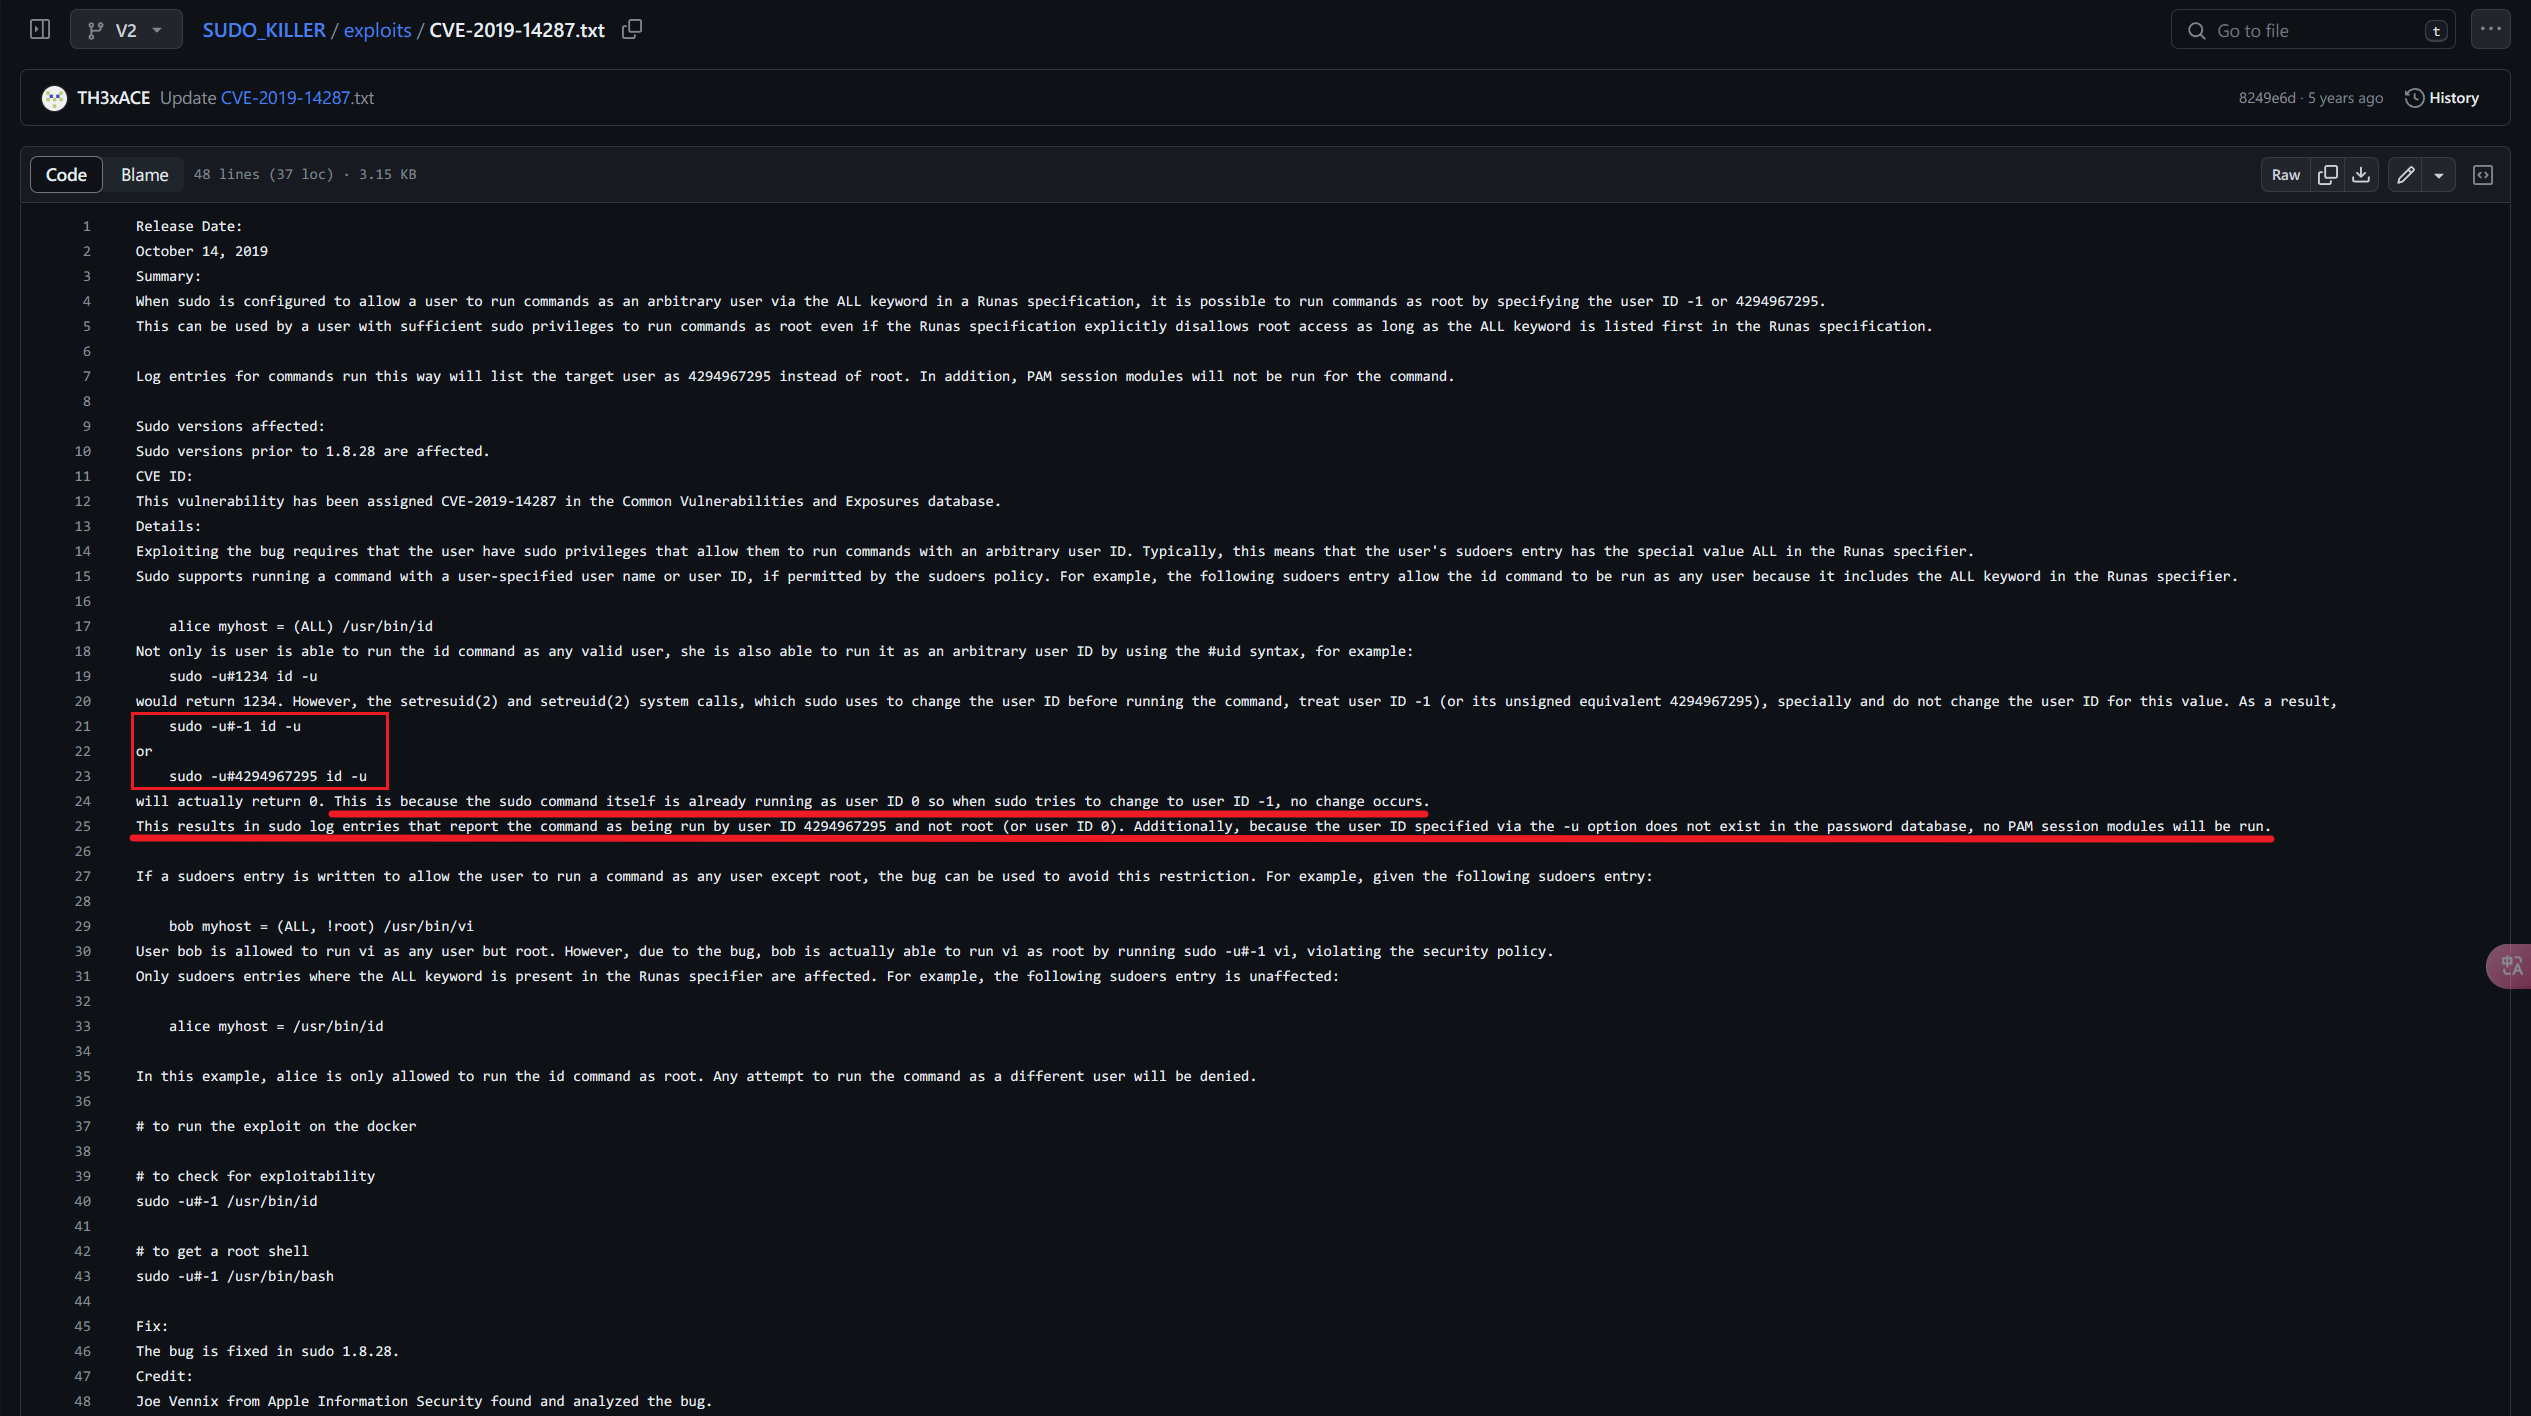 V2 SUDO_KILLER / exploits / CVE-2019-14287.txt Go to file t
TH3xACE Update CVE-2019-14287.txt 8249e6d · 5 years ago History
Code Blame 48 lines (37 loc) · 3.15 KB Raw
1 Release Date:
2 October 14, 2019
3 Summary:
4 When sudo is configured to allow a user to run commands as an arbitrary user via the ALL keyword in a Runas specification, it is possible to run commands as root by specifying the user ID -1 or 4294967295.
5 This can be used by a user with sufficient sudo privileges to run commands as root even if the Runas specification explicitly disallows root access as long as the ALL keyword is listed first in the Runas specification.
6
7 Log entries for commands run this way will list the target user as 4294967295 instead of root. In addition, PAM session modules will not be run for the command.
8
9 Sudo versions affected:
10 Sudo versions prior to 1.8.28 are affected.
11 CVE ID:
12 This vulnerability has been assigned CVE-2019-14287 in the Common Vulnerabilities and Exposures database.
13 Details:
14 Exploiting the bug requires that the user have sudo privileges that allow them to run commands with an arbitrary user ID. Typically, this means that the user's sudoers entry has the special value ALL in the Runas specifier.
15 Sudo supports running a command with a user-specified user name or user ID, if permitted by the sudoers policy. For example, the following sudoers entry allow the id command to be run as any user because it includes the ALL keyword in the Runas specifier.
16
17 alice myhost = (ALL) /usr/bin/id
18 Not only is user is able to run the id command as any valid user, she is also able to run it as an arbitrary user ID by using the #uid syntax, for example:
19 sudo -u#1234 id -u
20 would return 1234. However, the setresuid(2) and setreuid(2) system calls, which sudo uses to change the user ID before running the command, treat user ID -1 (or its unsigned equivalent 4294967295), specially and do not change the user ID for this value. As a result,
21 sudo -u#-1 id -u
22 or
23 sudo -u#4294967295 id -u
24 will actually return 0. This is because the sudo command itself is already running as user ID 0 so when sudo tries to change to user ID -1, no change occurs.
25 This results in sudo log entries that report the command as being run by user ID 4294967295 and not root (or user ID 0). Additionally, because the user ID specified via the -u option does not exist in the password database, no PAM session modules will be run.
26
27 If a sudoers entry is written to allow the user to run a command as any user except root, the bug can be used to avoid this restriction. For example, given the following sudoers entry:
28
29 bob myhost = (ALL, !root) /usr/bin/vi
30 User bob is allowed to run vi as any user but root. However, due to the bug, bob is actually able to run vi as root by running sudo -u#-1 vi, violating the security policy.
31 Only sudoers entries where the ALL keyword is present in the Runas specifier are affected. For example, the following sudoers entry is unaffected:
32
33 alice myhost = /usr/bin/id
34
35 In this example, alice is only allowed to run the id command as root. Any attempt to run the command as a different user will be denied.
36
37 # to run the exploit on the docker
38
39 # to check for exploitability
40 sudo -u#-1 /usr/bin/id
41
42 # to get a root shell
43 sudo -u#-1 /usr/bin/bash
44
45 Fix:
46 The bug is fixed in sudo 1.8.28.
47 Credit:
48 Joe Vennix from Apple Information Security found and analyzed the bug.